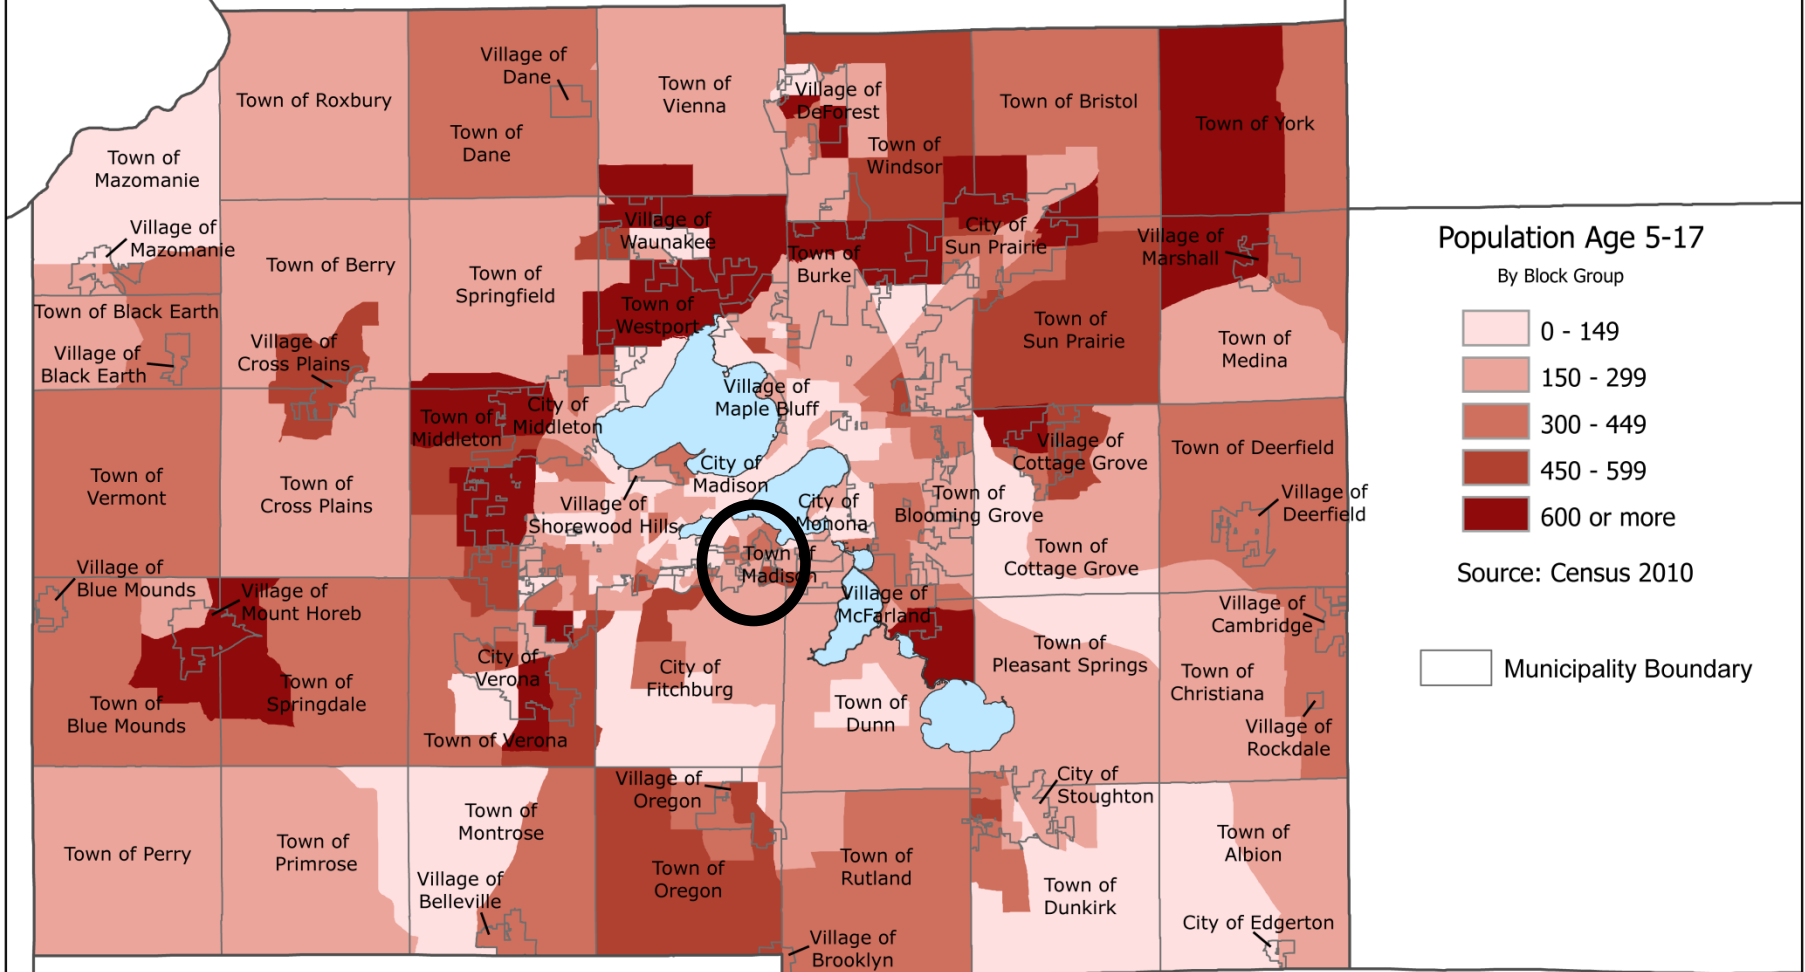 Village of
Dane
Town of Roxbury
Town of
Dane
Town of
Vienna
Village of
DeForest
Town of
Windsor
Town of Bristol
Town of York
Town of
Mazomanie
Village of
Mazomanie
Town of Berry
Town of
Springfield
Village of
Waunakee
Town of
Westport
Town of
Burke
City of
Sun Prairie
Village of
Marshall
Town of Black Earth
Village of
Black Earth
Village of
Cross Plains
Town of
Sun Prairie
Town of
Medina
Town of
Middleton
City of
Middleton
Village of
Maple Bluff
Town of
Vermont
Town of
Cross Plains
City of
Madison
Village of
Shorewood Hills
City of
Monona
Town of
Blooming Grove
Village of
Cottage Grove
Town of Deerfield
Village of
Deerfield
Town of
Madison
Town of
Cottage Grove
Village of
Blue Mounds
Village of
Mount Horeb
Village of
McFarland
Village of
Cambridge
Town of
Blue Mounds
Town of
Springdale
City of
Verona
Town of Verona
City of
Fitchburg
Town of
Dunn
Town of
Pleasant Springs
Town of
Christiana
Village of
Rockdale
Village of
Oregon
City of
Stoughton
Town of Perry
Town of
Primrose
Town of
Montrose
Village of
Belleville
Town of
Oregon
Town of
Rutland
Town of
Dunkirk
Town of
Albion
City of Edgerton
Village of
Brooklyn
Population Age 5-17
By Block Group
0 - 149
150 - 299
300 - 449
450 - 599
600 or more
Source: Census 2010
Municipality Boundary